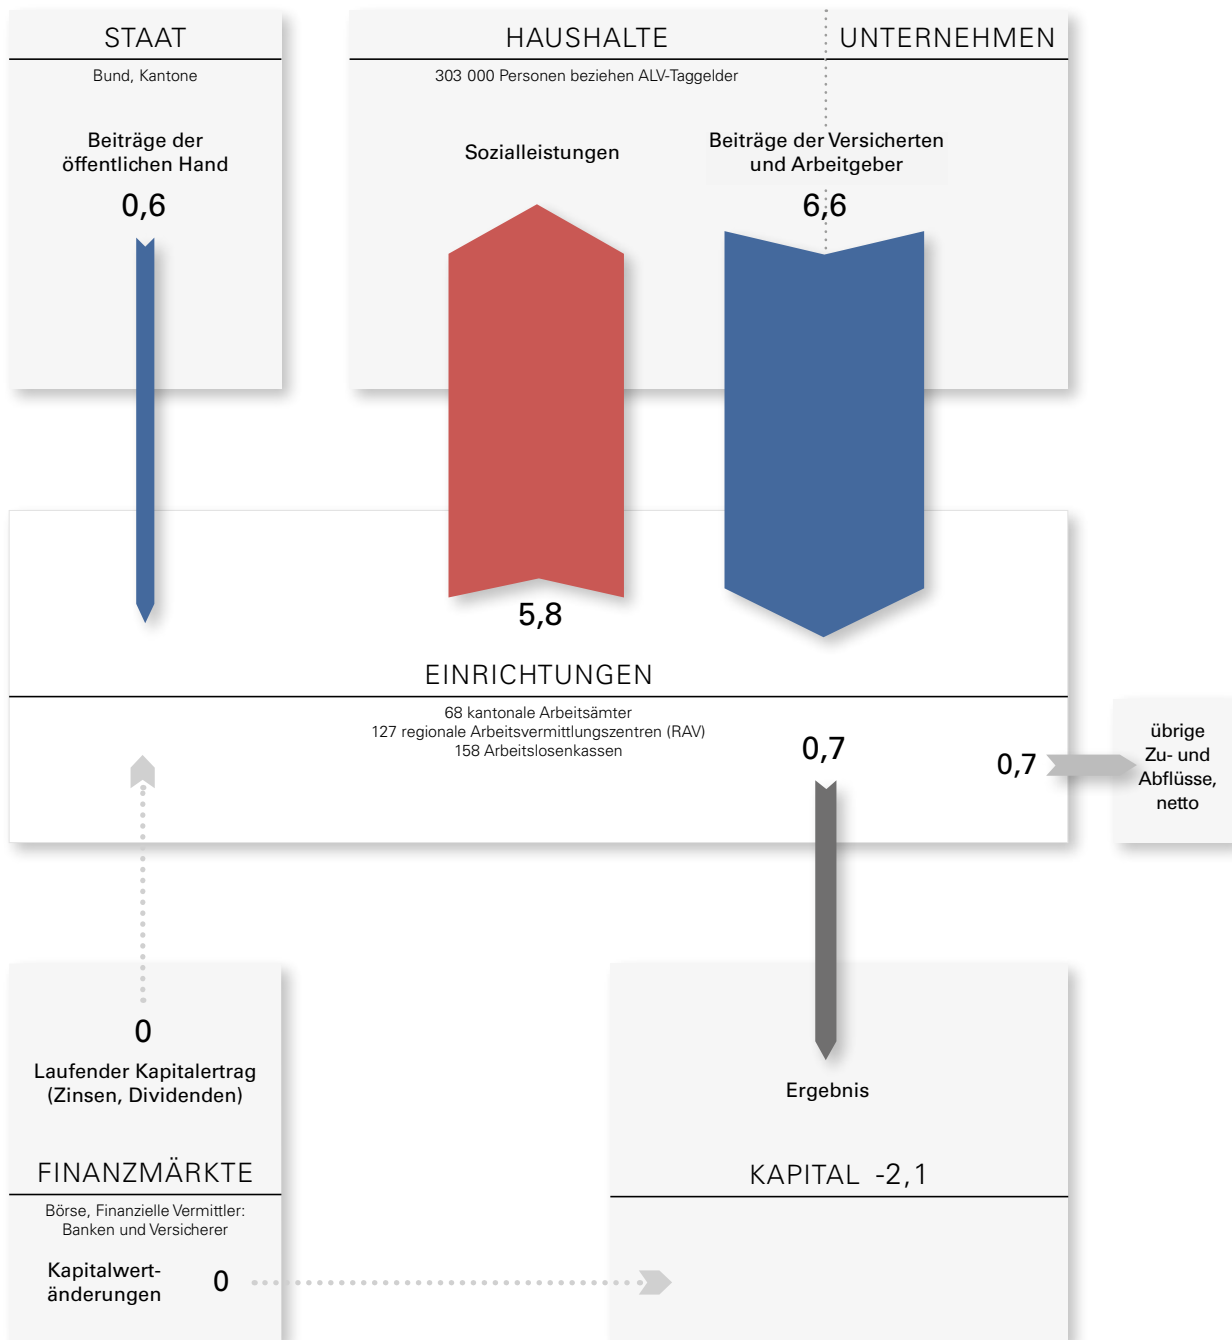 STAAT
Bund, Kantone
Beiträge der
öffentlichen Hand
0,6
HAUSHALTE
UNTERNEHMEN
303 000 Personen beziehen ALV-Taggelder
Sozialleistungen
Beiträge der Versicherten
und Arbeitgeber
6,6
5,8
EINRICHTUNGEN
68 kantonale Arbeitsämter
127 regionale Arbeitsvermittlungszentren (RAV)
158 Arbeitslosenkassen
0,7
0,7
übrige
Zu- und
Abflüsse,
netto
0
Laufender Kapitalertrag
(Zinsen, Dividenden)
FINANZMÄRKTE
Börse, Finanzielle Vermittler:
Banken und Versicherer
Kapitalwert-
änderungen
0
Ergebnis
KAPITAL -2,1